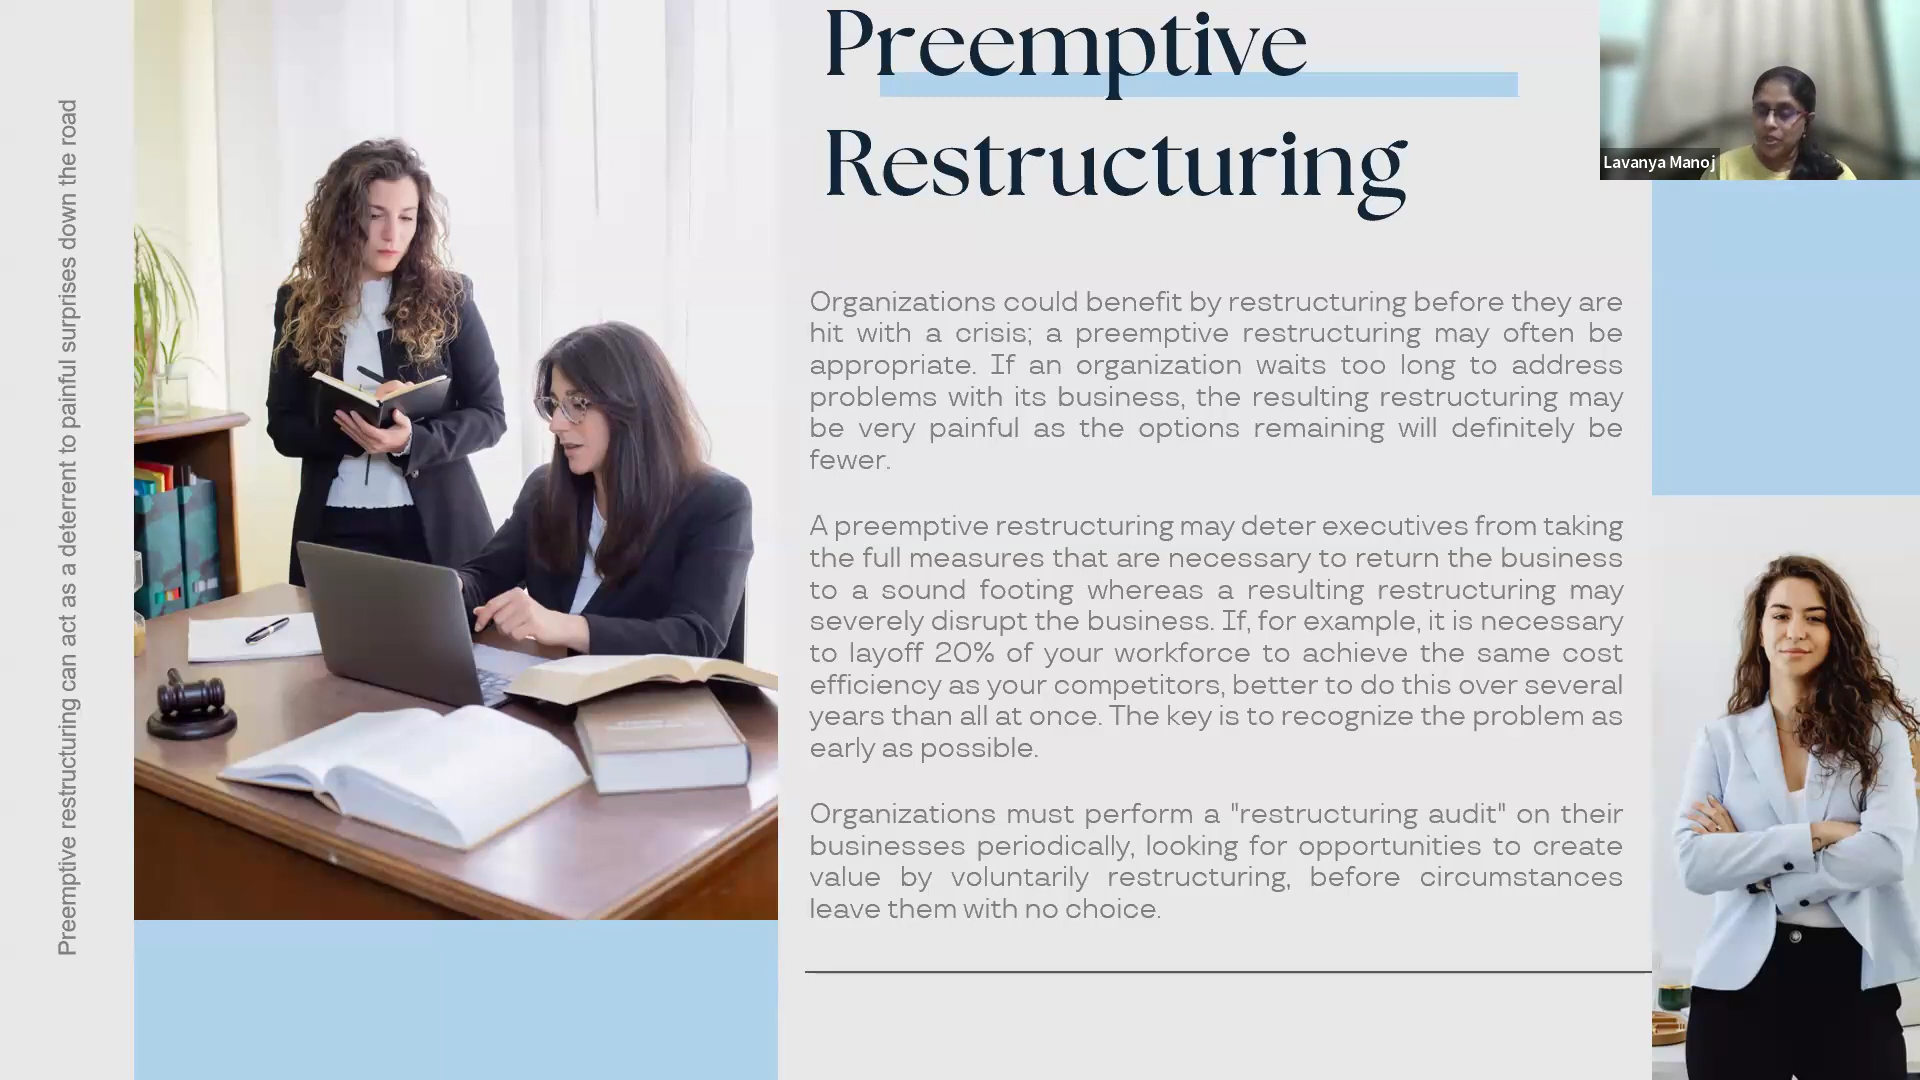 Preemptive
Restructuring
Lavanya Manoj
Preemptive restructuring can act as a deterrent to painful surprises down the road
Organizations could benefit by restructuring before they are
hit with a crisis; a preemptive restructuring may often be
appropriate. If an organization waits too long to address
problems with its business, the resulting restructuring may
be very painful as the options remaining will definitely be
fewer.
A preemptive restructuring may deter executives from taking
the full measures that are necessary to return the business
to a sound footing whereas a resulting restructuring may
severely disrupt the business. If, for example, it is necessary
to layoff 20% of your workforce to achieve the same cost
efficiency as your competitors, better to do this over several
years than all at once. The key is to recognize the problem as
early as possible.
Organizations must perform a "restructuring audit" on their
businesses periodically, looking for opportunities to create
value by voluntarily restructuring, before circumstances
leave them with no choice.